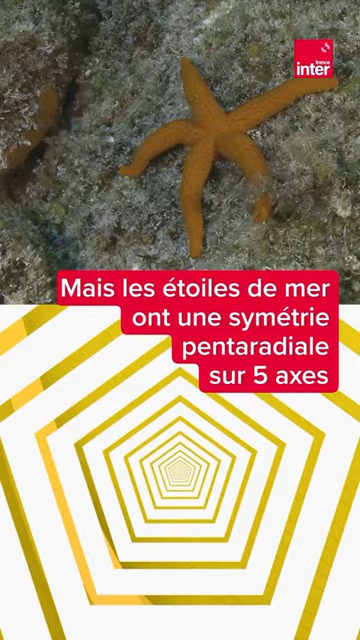 france
inter
Mais les étoiles de mer
ont une symétrie
pentaradiale
sur 5 axes